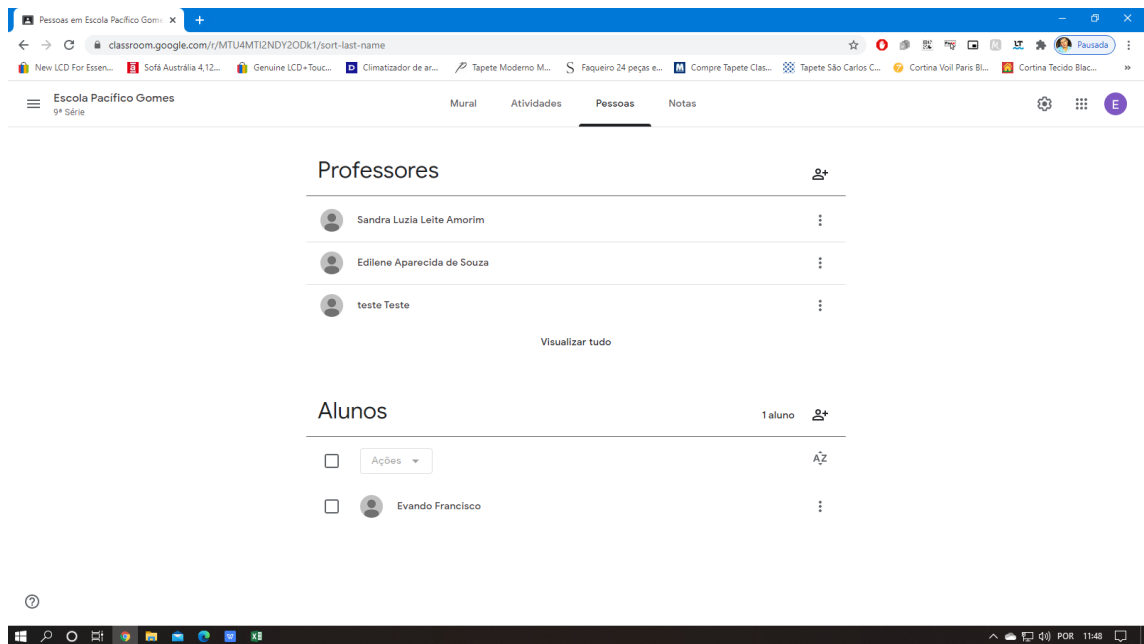 Pessoas em Escola Pacífico Gome
classroom.google.com/r/MTU4MTI2NDY2ODk1/sort-last-name
Pausada
New LCD For Essen... Sofá Austrália 4,12... Genuine LCD+Touc... Climatizador de ar... Tapete Moderno M... Faqueiro 24 peças e... Compre Tapete Clas... Tapete São Carlos C... Cortina Voil Paris Bl... Cortina Tecido Blac... »
Escola Pacífico Gomes
9ª Série
Mural Atividades Pessoas Notas
E
Professores
Sandra Luzia Leite Amorim
Edilene Aparecida de Souza
teste Teste
Visualizar tudo
Alunos
1 aluno
Ações
AZ
Evando Francisco
POR 11:48